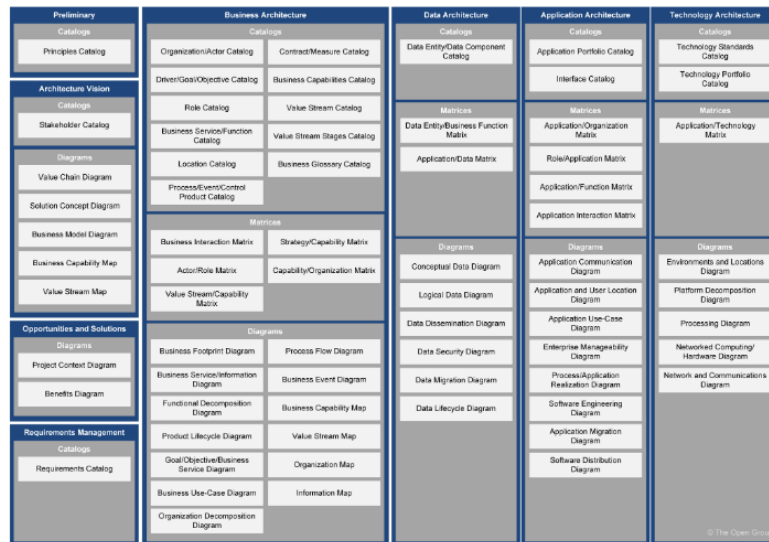 Preliminary
Catalogs
Principles Catalog
Architecture Vision
Catalogs
Stakeholder Catalog
Diagrams
Value Chain Diagram
Solution Concept Diagram
Business Model Diagram
Business Capability Map
Value Stream Map
Opportunities and Solutions
Diagrams
Project Context Diagram
Benefits Diagram
Requirements Management
Catalogs
Requirements Catalog
Business Architecture
Catalogs
Organization/Actor Catalog
Driver/Goal/Objective Catalog
Role Catalog
Business Service/Function
Catalog
Location Catalog
Process/Event/Control
Product Catalog
Contract/Measure Catalog
Business Capabilities Catalog
Value Stream Catalog
Value Stream Stages Catalog
Business Glossary Catalog
Matrices
Business Interaction Matrix
Actor/Role Matrix
Value Stream/Capability
Matrix
Strategy/Capability Matrix
Capability/Organization Matrix
Diagrams
Business Footprint Diagram
Business Service/Information
Diagram
Functional Decomposition
Diagram
Product Lifecycle Diagram
Goal/Objective/Business
Service Diagram
Business Use-Case Diagram
Organization Decomposition
Diagram
Process Flow Diagram
Business Event Diagram
Business Capability Map
Value Stream Map
Organization Map
Information Map
Data Architecture
Catalogs
Data Entity/Data Component
Catalog
Matrices
Data Entity/Business Function
Matrix
Application/Data Matrix
Diagrams
Conceptual Data Diagram
Logical Data Diagram
Data Dissemination Diagram
Data Security Diagram
Data Migration Diagram
Data Lifecycle Diagram
Application Architecture
Catalogs
Application Portfolio Catalog
Interface Catalog
Matrices
Application/Organization
Matrix
Role/Application Matrix
Application/Function Matrix
Application Interaction Matrix
Diagrams
Application Communication
Diagram
Application and User Location
Diagram
Application Use-Case
Diagram
Enterprise Manageability
Diagram
Process/Application
Realization Diagram
Software Engineering
Diagram
Application Migration
Diagram
Software Distribution
Diagram
Technology Architecture
Catalogs
Technology Standards
Catalog
Technology Portfolio
Catalog
Matrices
Application/Technology
Matrix
Diagrams
Environments and Locations
Diagram
Platform Decomposition
Diagram
Processing Diagram
Networked Computing/
Hardware Diagram
Network and Communications
Diagram
© The Open Grou